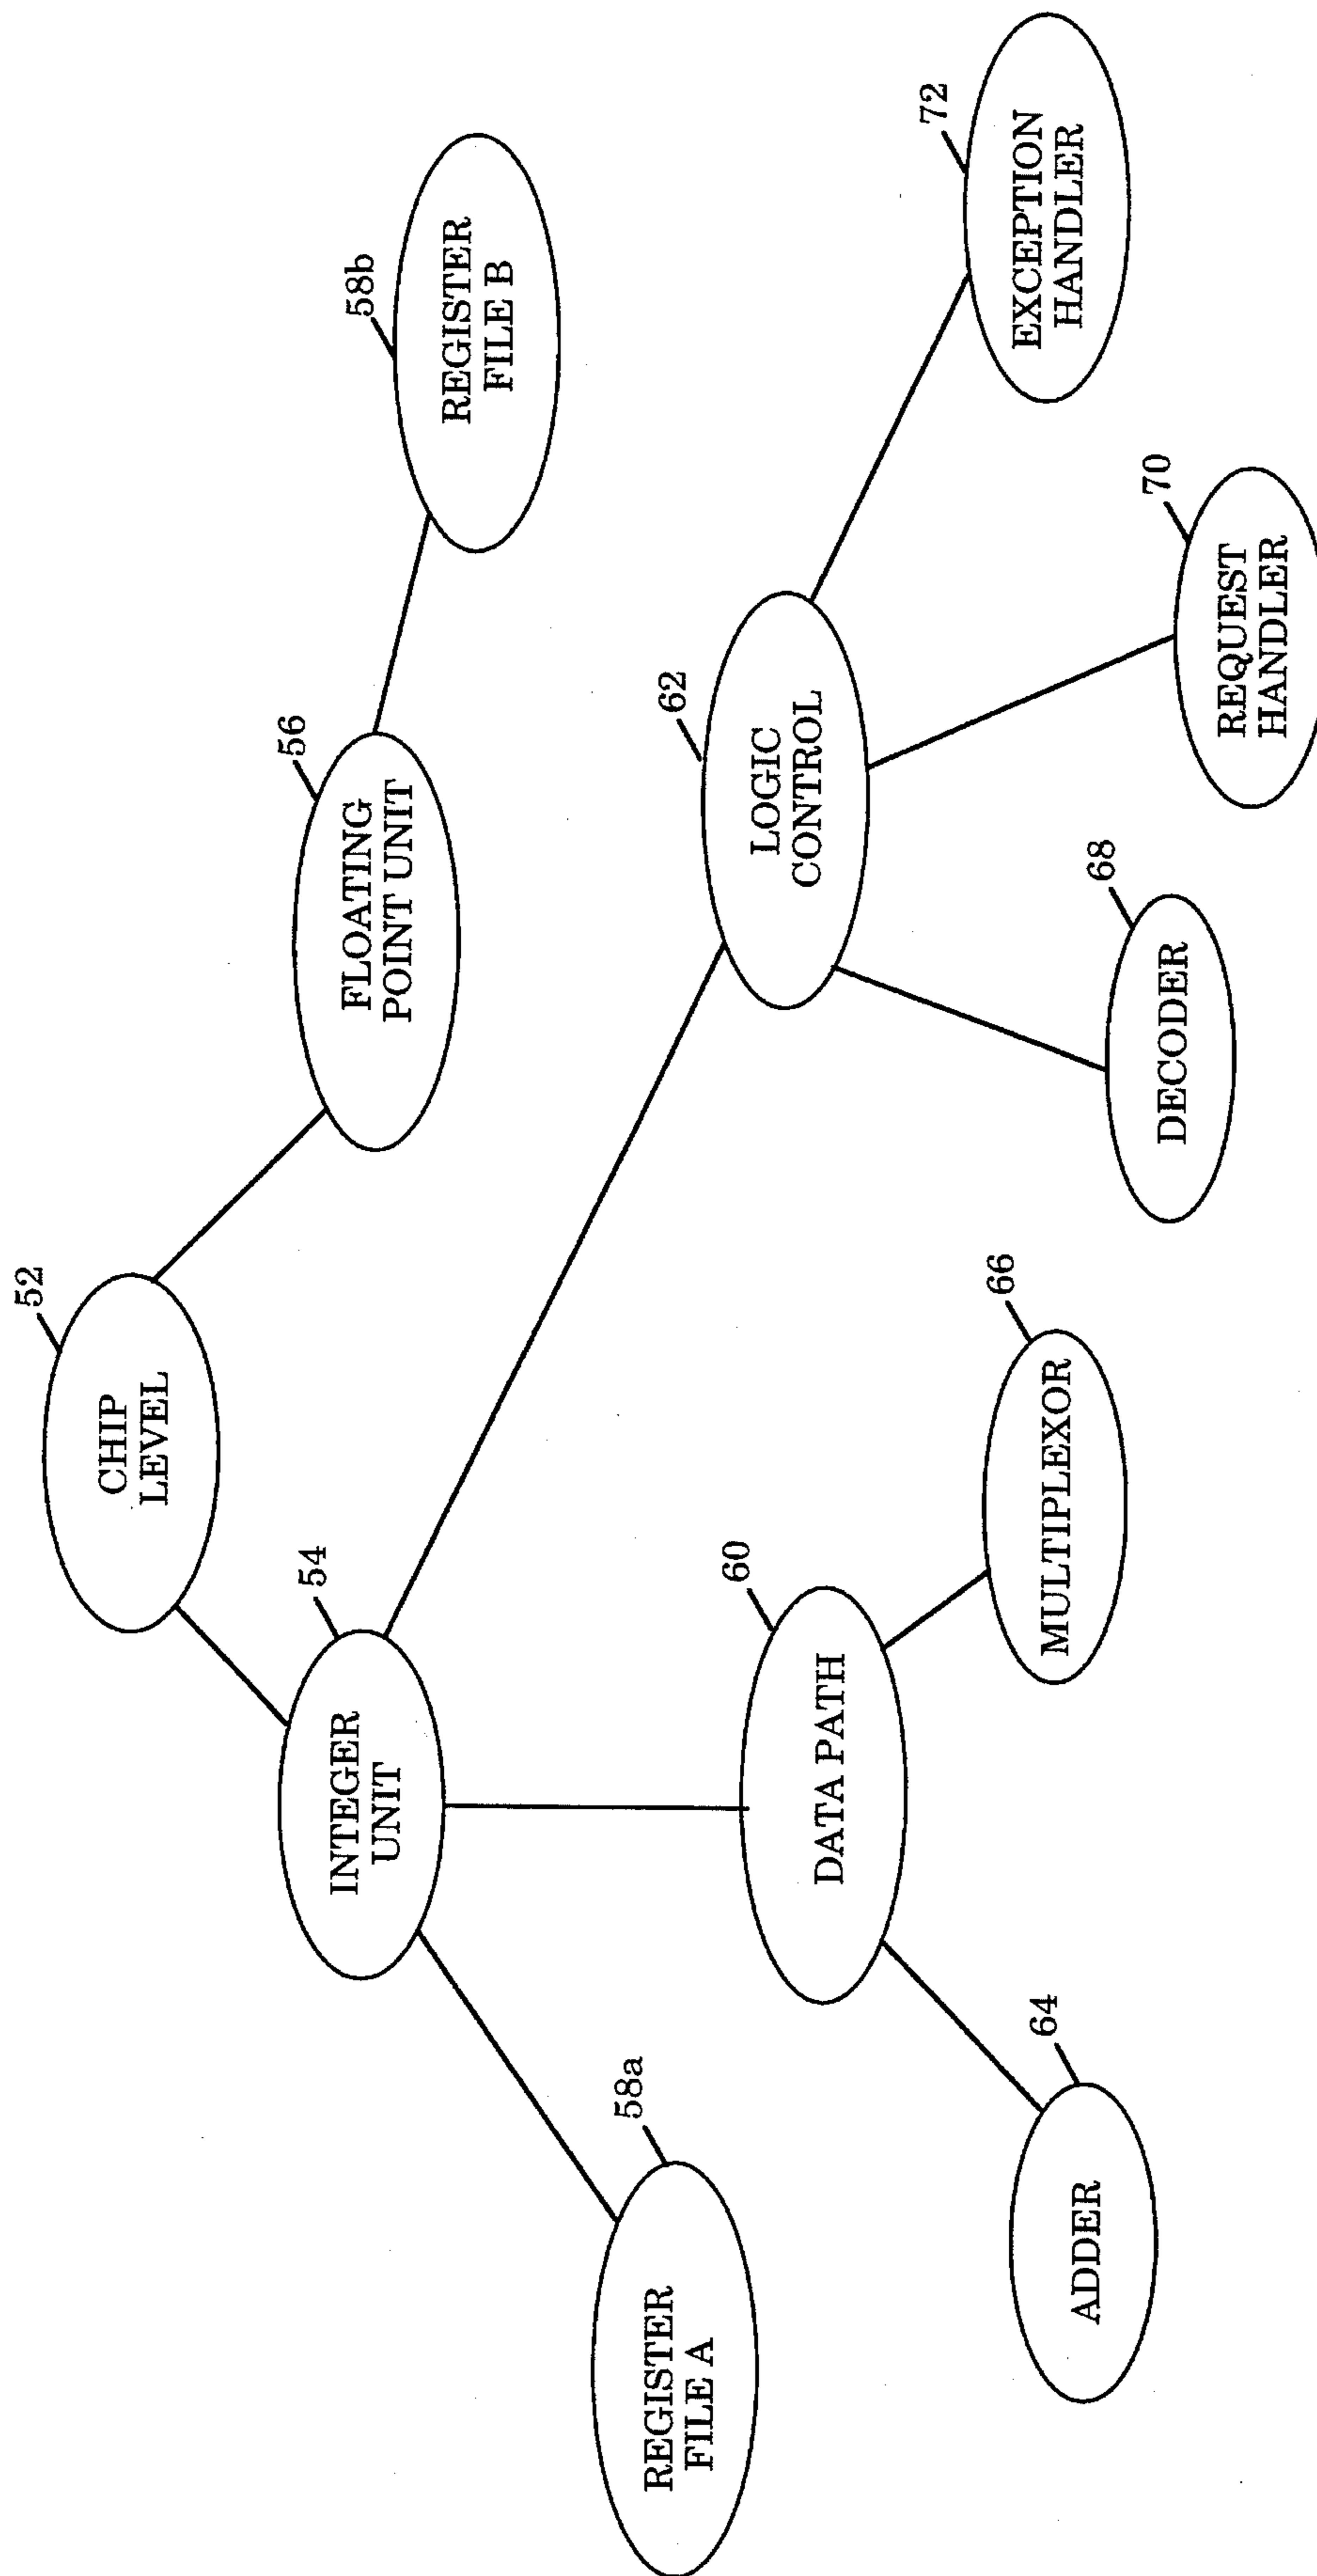 52
CHIP
LEVEL
54
INTEGER
UNIT
56
FLOATING
POINT UNIT
58b
REGISTER
FILE B
58a
REGISTER
FILE A
60
DATA PATH
62
LOGIC
CONTROL
64
ADDER
66
MULTIPLEXOR
68
DECODER
70
REQUEST
HANDLER
72
EXCEPTION
HANDLER